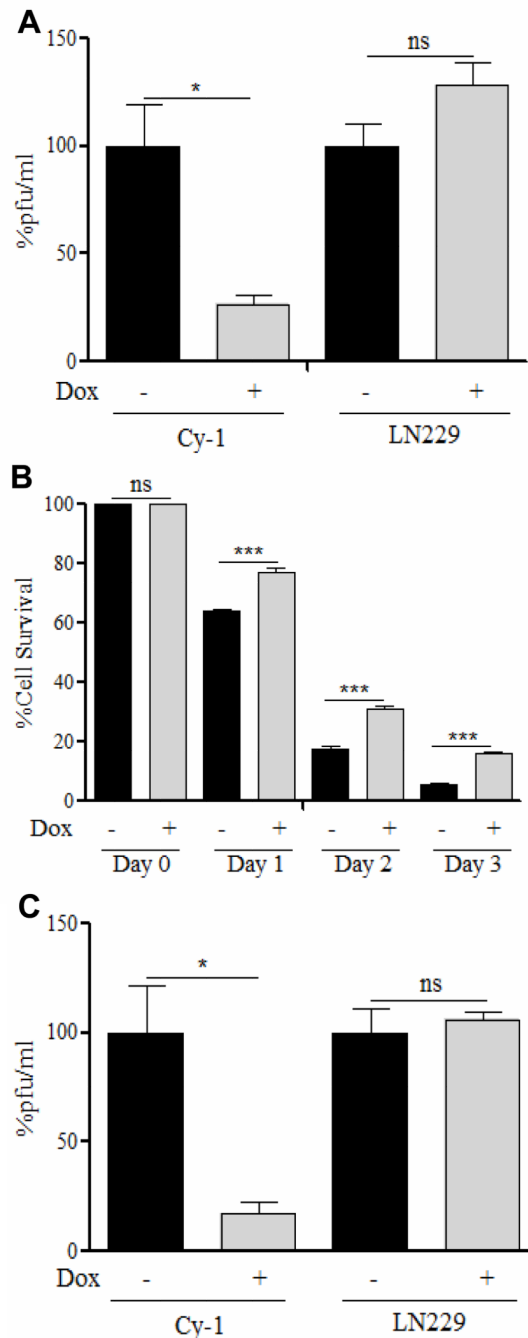 A
150
100
50
0
%pfu/ml
*
ns
Dox - + - +
Cy-1 LN229
B
100
80
60
40
20
0
%Cell Survival
ns
***
***
***
Dox - + - + - + - +
Day 0 Day 1 Day 2 Day 3
C
150
100
50
0
%pfu/ml
*
ns
Dox - + - +
Cy-1 LN229